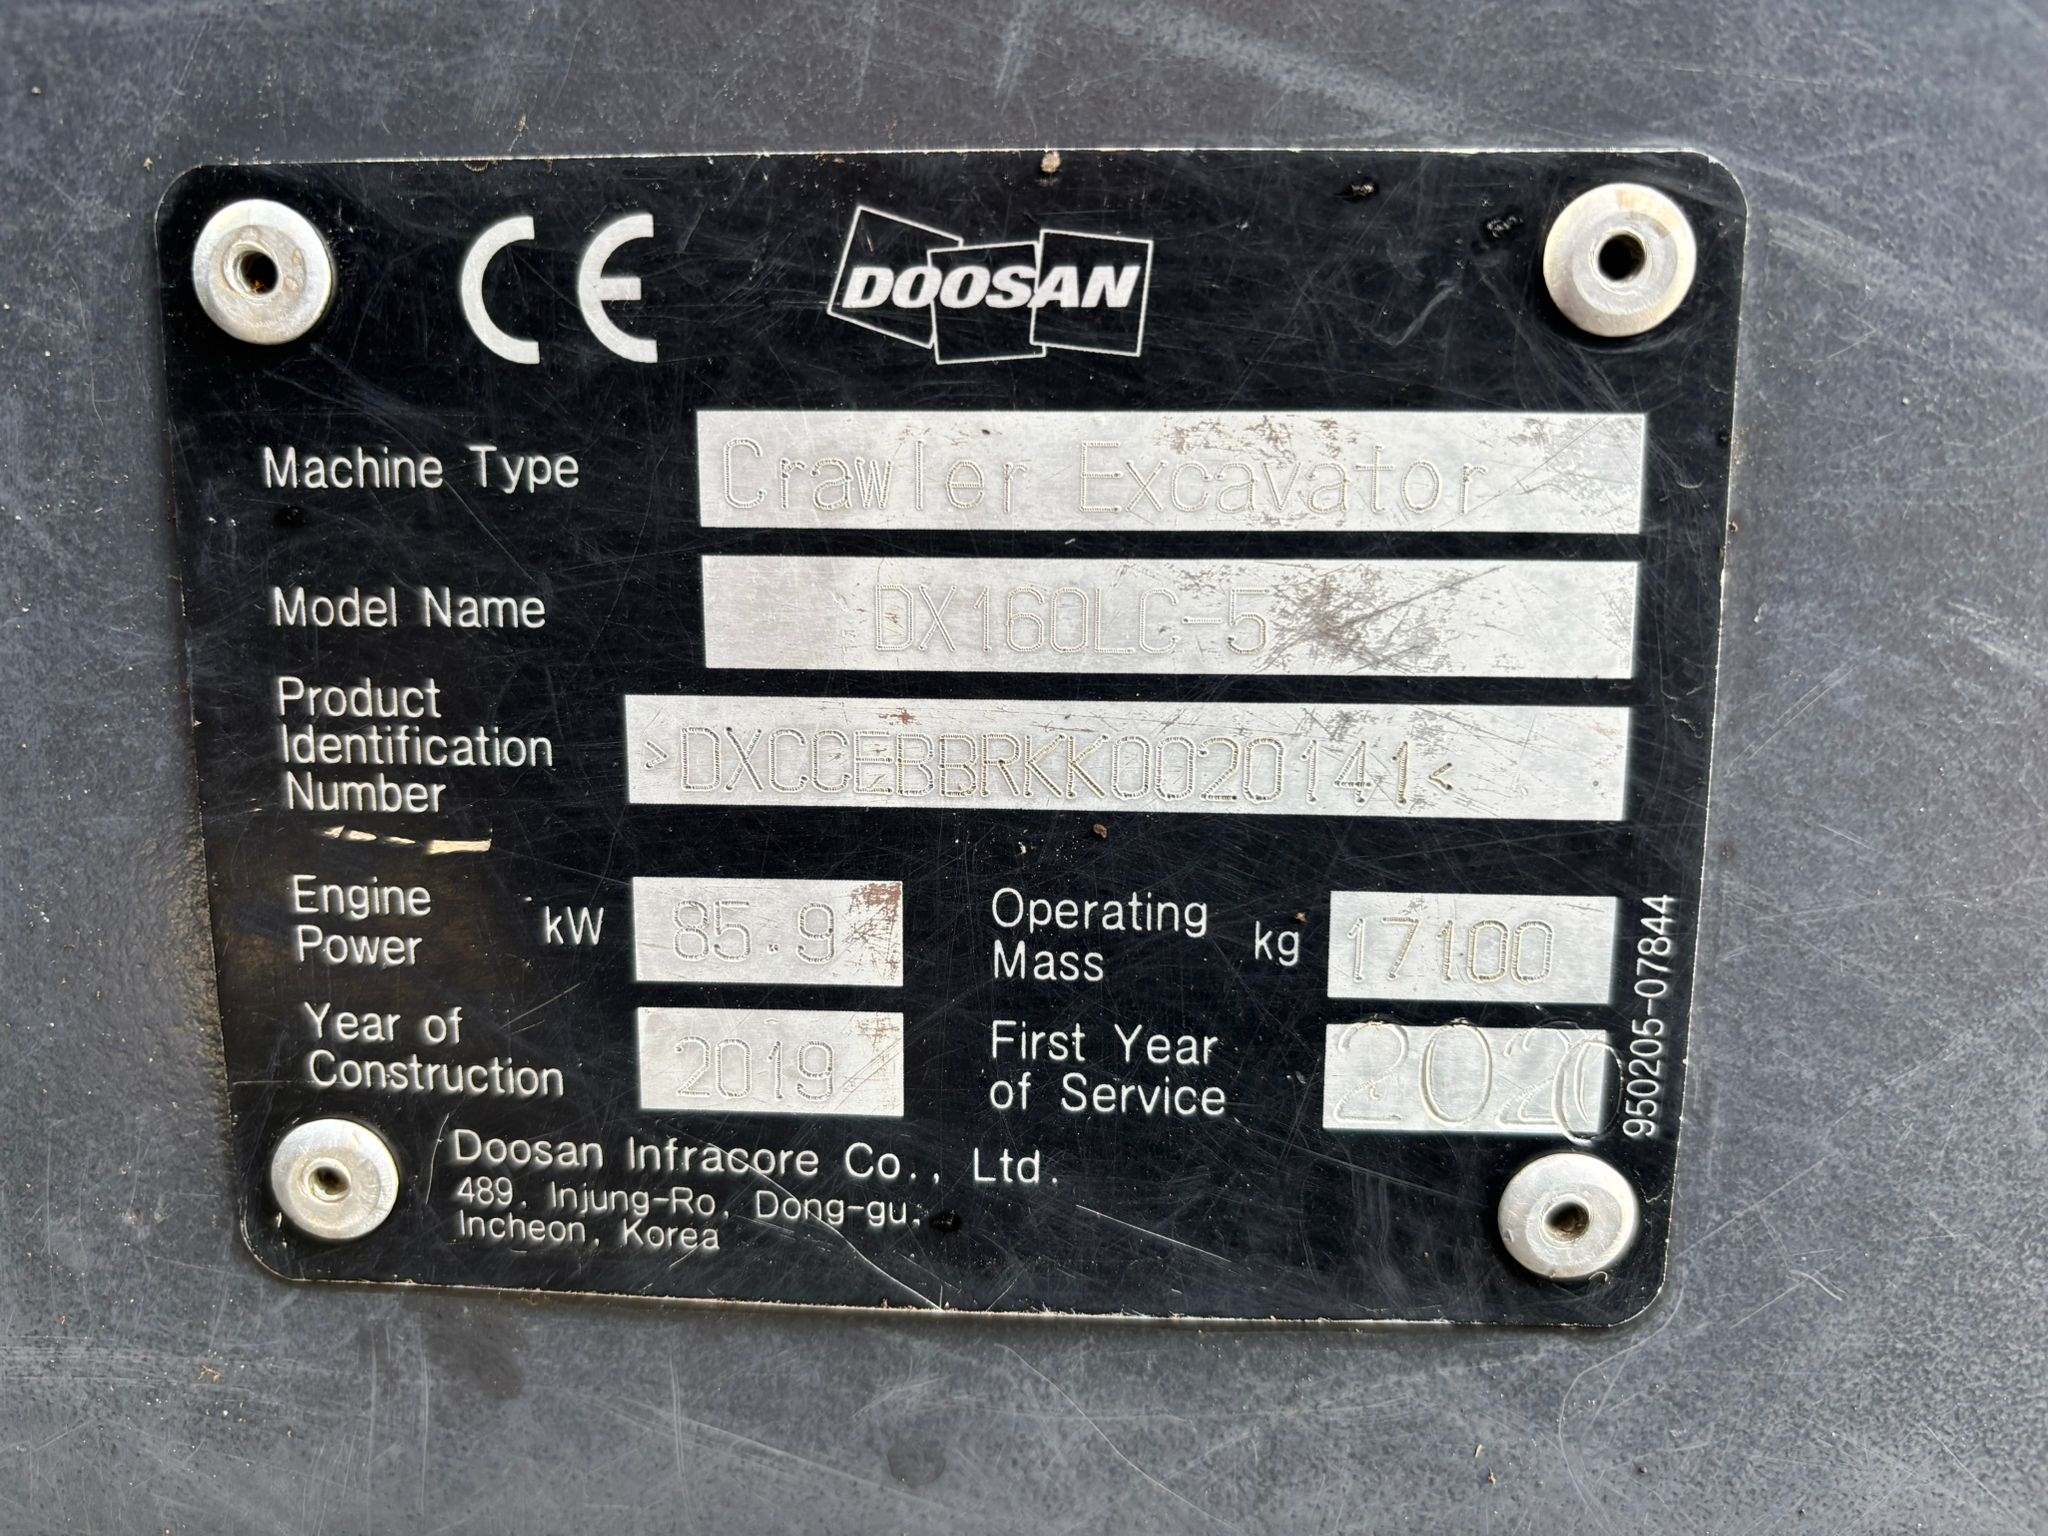 CE DOOSAN
Machine Type Crawler Excavator
Model Name DX160LC-5
Product
Identification
Number >DXCCEBBRKK0020141<
Engine
Power kW 85.9 Operating
Mass kg 17100
Year of
Construction 2019 First Year
of Service 2020
950205-07844
Doosan Infracore Co., Ltd.
489, Injung-Ro, Dong-gu,
Incheon, Korea